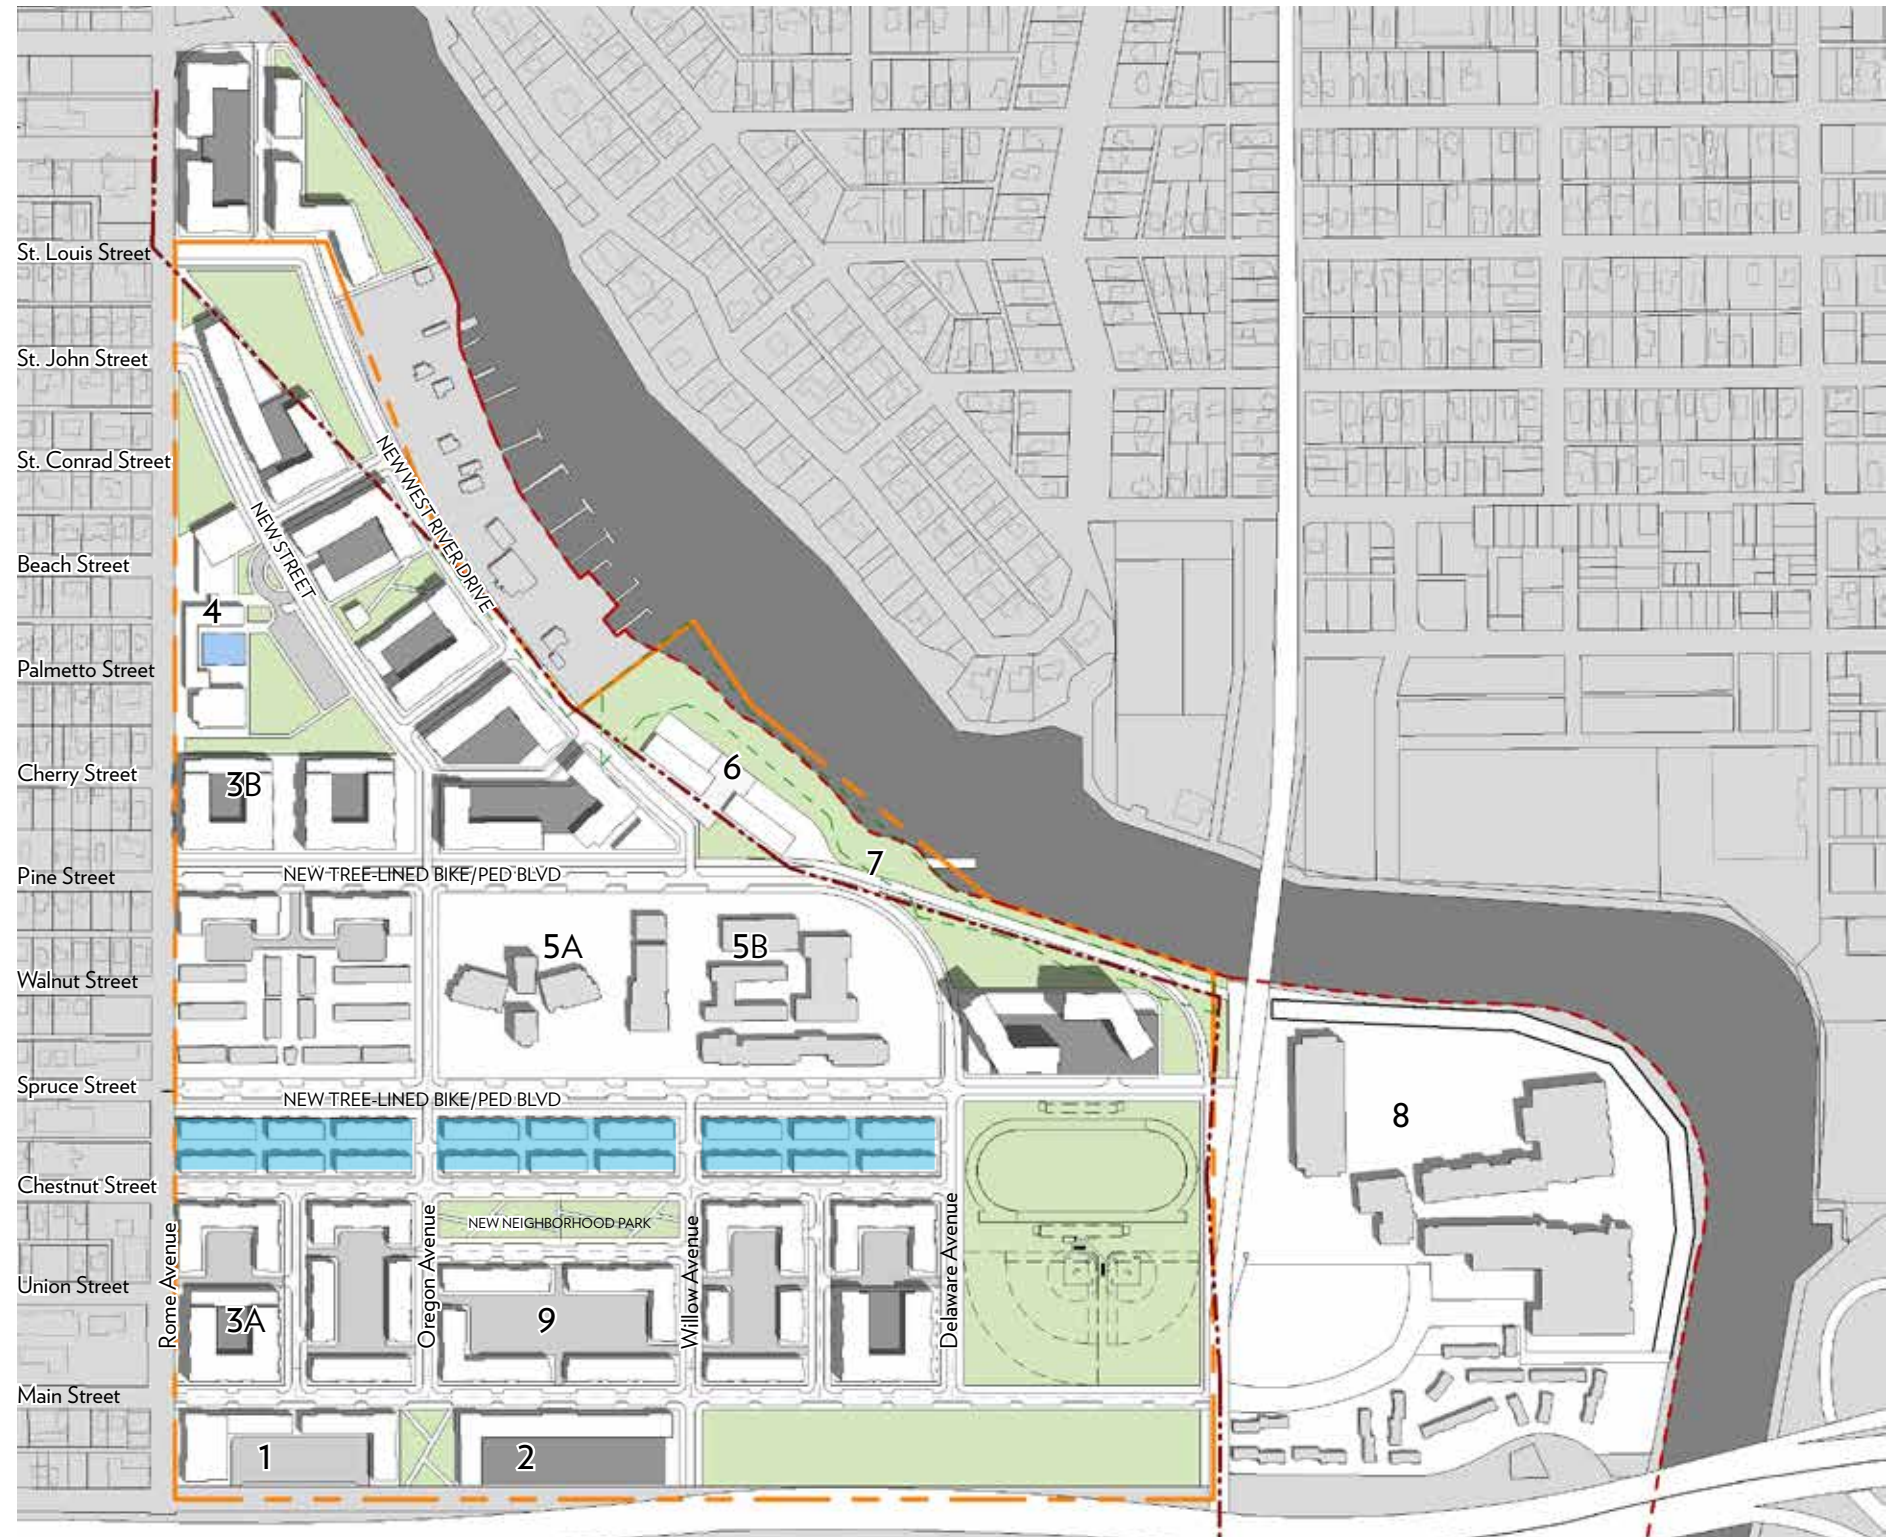 St. Louis Street
St. John Street
NEW WEST RIVER DRIVE
St. Conrad Street
NEW STREET
Beach Street
4
Palmetto Street
6
Cherry Street
3B
7
Pine Street
NEW TREE-LINED BIKE/PED BLVD
5A
5B
Walnut Street
Spruce Street
NEW TREE-LINED BIKE/PED BLVD
8
Chestnut Street
NEW NEIGHBORHOOD PARK
Rome Avenue
Oregon Avenue
Willow Avenue
Delaware Avenue
Union Street
3A
9
Main Street
1
2